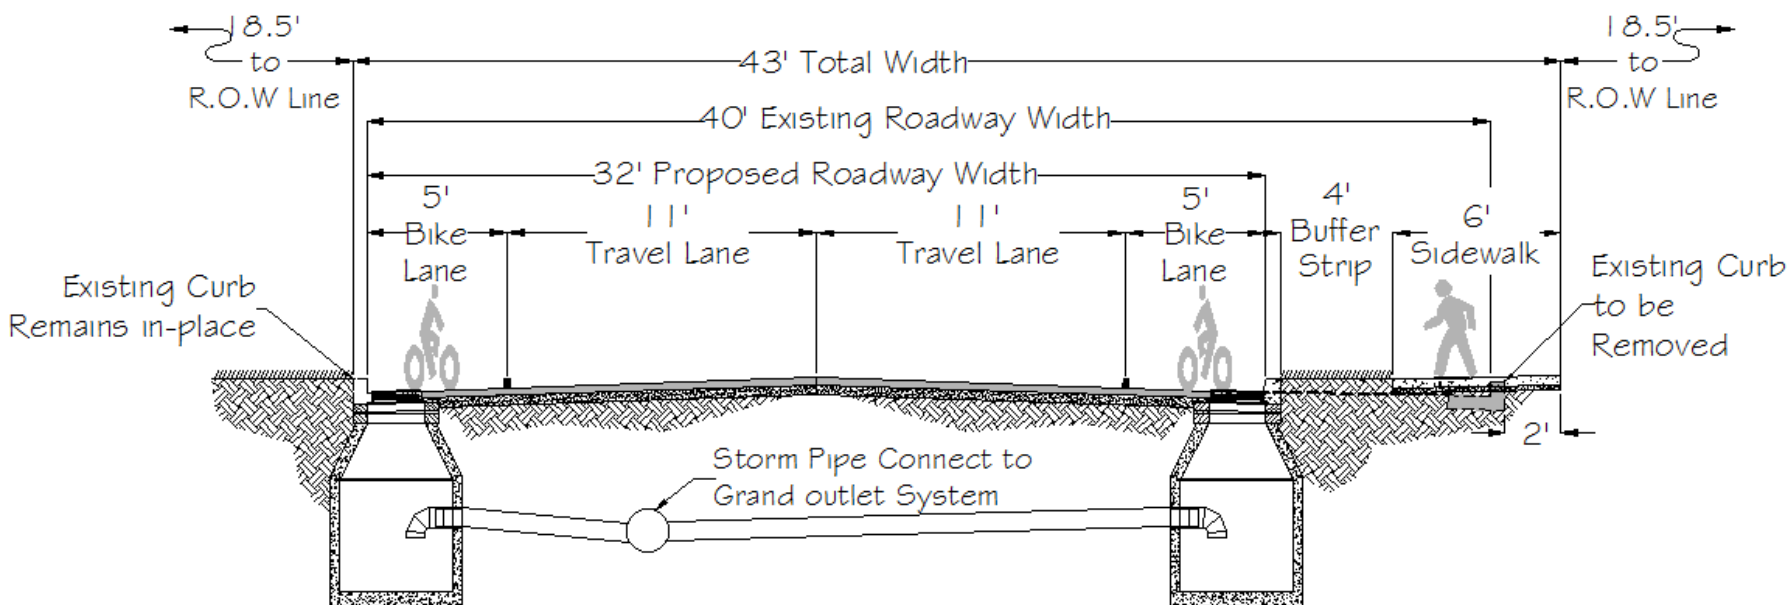 18.5'
to
R.O.W Line
43' Total Width
18.5'
to
R.O.W Line
40' Existing Roadway Width
32' Proposed Roadway Width
5'
Bike
Lane
11'
Travel Lane
11'
Travel Lane
5'
Bike
Lane
4'
Buffer
Strip
6'
Sidewalk
Existing Curb
Remains in-place
Existing Curb
to be
Removed
2'
Storm Pipe Connect to
Grand outlet System